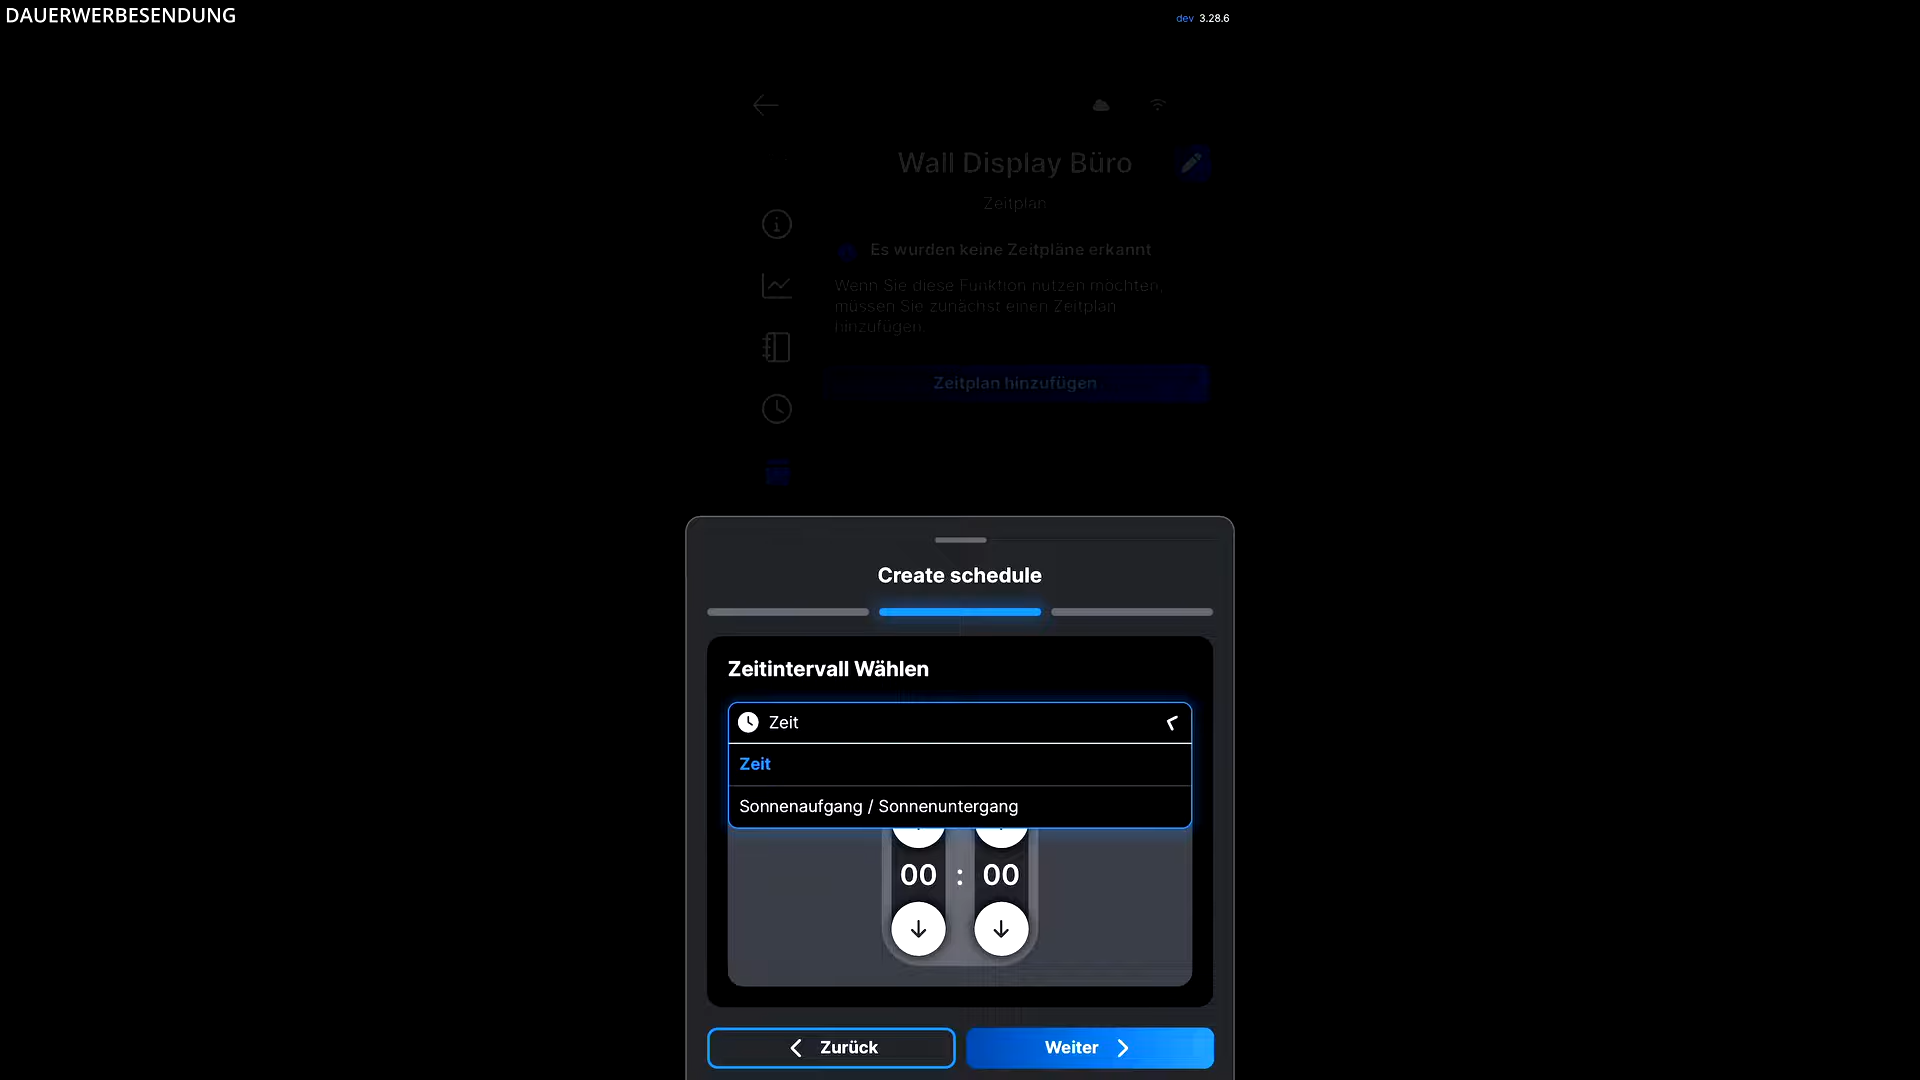 DAUERWERBESENDUNG
dev 3.28.6
Wall Display Büro
Zeitplan
Es wurden keine Zeitpläne erkannt
Wenn Sie diese Funktion nutzen möchten,
müssen Sie zunächst einen Zeitplan
hinzufügen.
Zeitplan hinzufügen
Create schedule
Zeitintervall Wählen
Zeit
Zeit
Sonnenaufgang / Sonnenuntergang
00 : 00
Zurück
Weiter